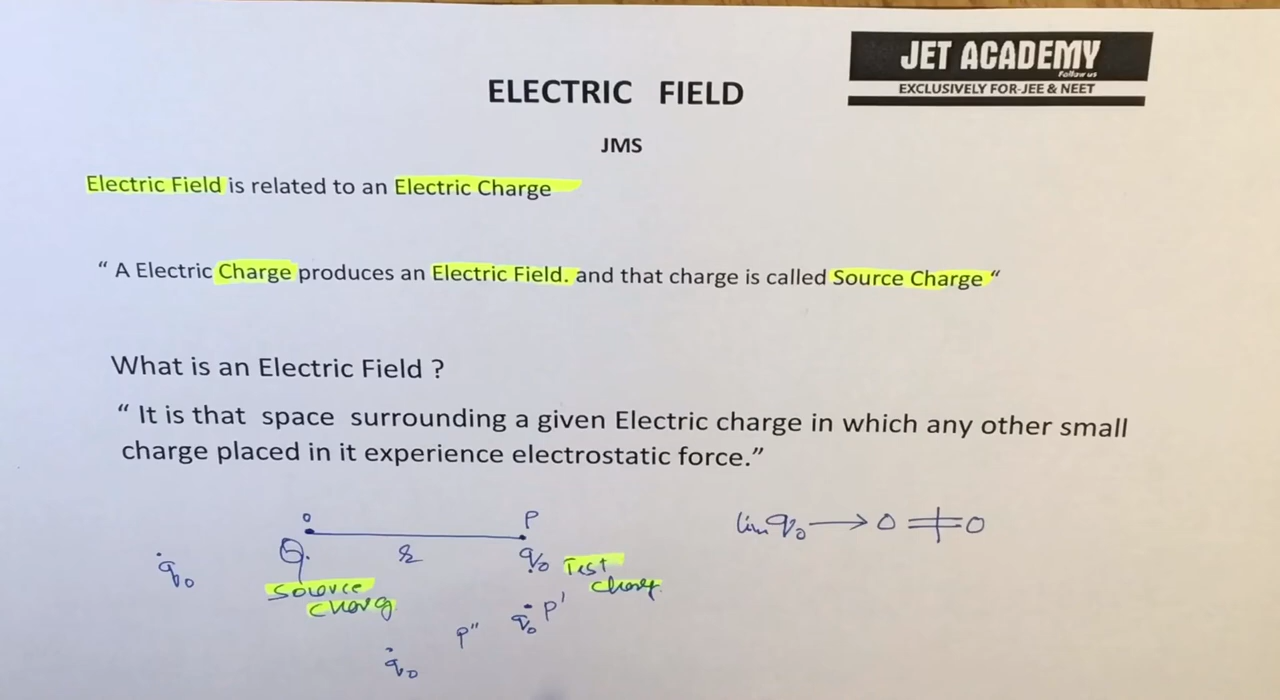 JET ACADEMY
Follow us
EXCLUSIVELY FOR-JEE & NEET
ELECTRIC FIELD
JMS
Electric Field is related to an Electric Charge
“ A Electric Charge produces an Electric Field. and that charge is called Source Charge “
What is an Electric Field ?
“ It is that space surrounding a given Electric charge in which any other small
charge placed in it experience electrostatic force.”
o P
lim q₀ → 0 ≠ 0
q₀ Q r q₀ Test
Source Charge
Charg
P" q₀ P'
q₀